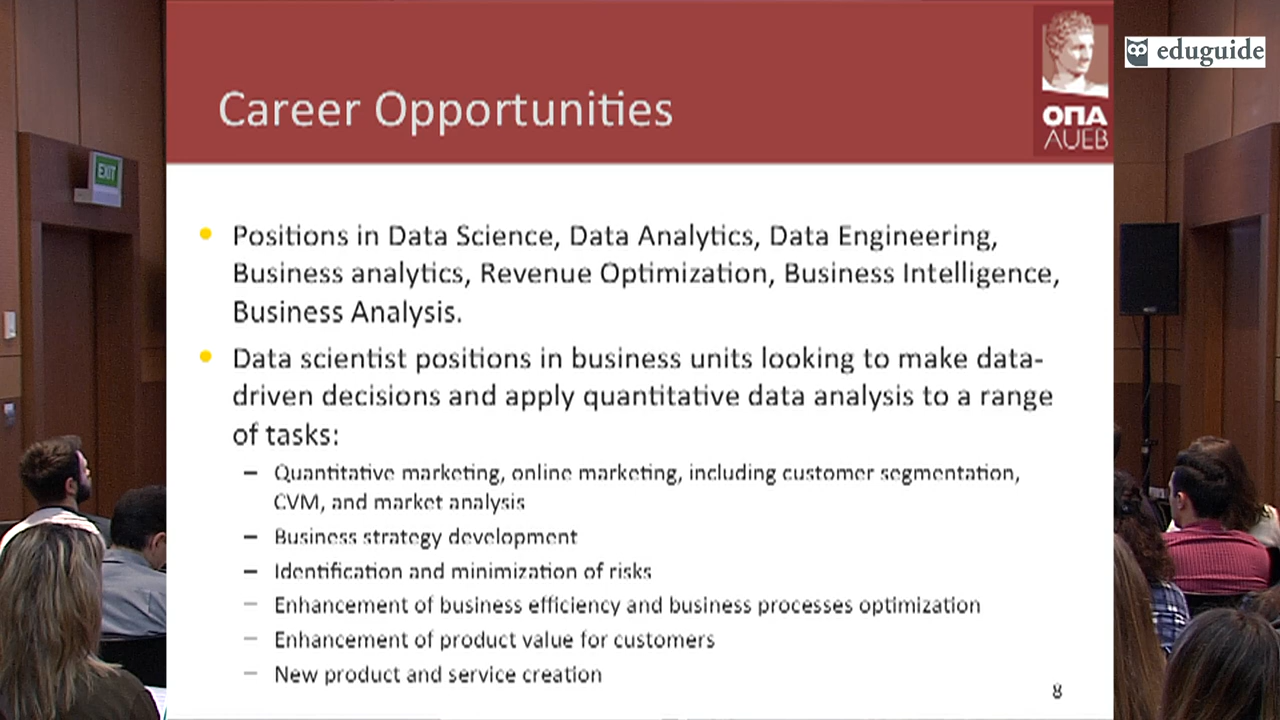 Career Opportunities
ΟΠΑ
AUEB
eduguide
EXIT
Positions in Data Science, Data Analytics, Data Engineering,
Business analytics, Revenue Optimization, Business Intelligence,
Business Analysis.
Data scientist positions in business units looking to make data-
driven decisions and apply quantitative data analysis to a range
of tasks:
– Quantitative marketing, online marketing, including customer segmentation,
CVM, and market analysis
– Business strategy development
– Identification and minimization of risks
– Enhancement of business efficiency and business processes optimization
– Enhancement of product value for customers
– New product and service creation
8